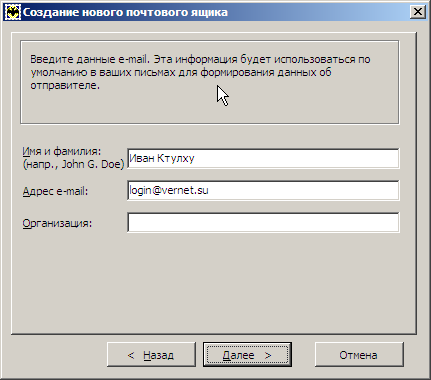 Создание нового почтового ящика
Введите данные e-mail. Эта информация будет использоваться по
умолчанию в ваших письмах для формирования данных об
отправителе.
Имя и фамилия:
(напр., John G. Doe)
Иван Ктулху
Адрес e-mail:
login@vernet.su
Организация:
< Назад
Далее >
Отмена